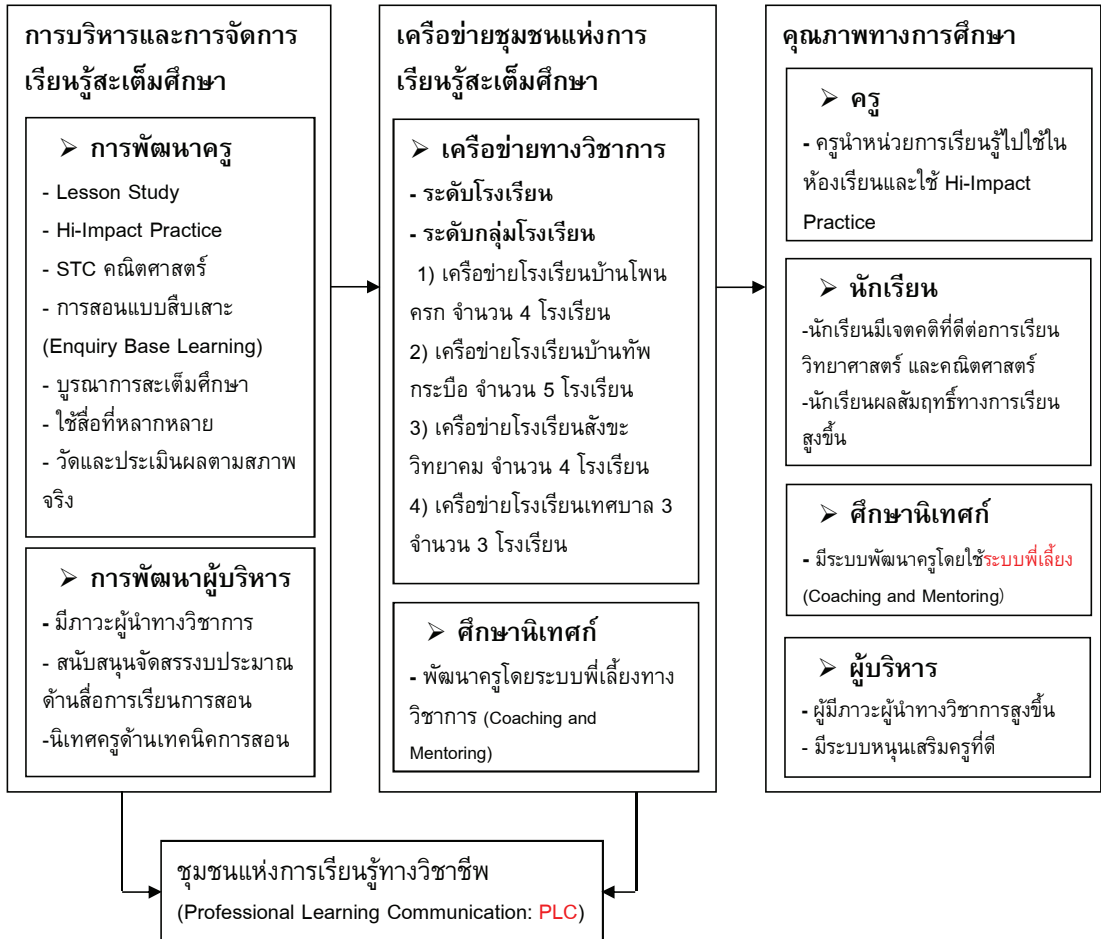 การบริหารและการจัดการ
เรียนรู้สะเต็มศึกษา
➢ การพัฒนาครู
- Lesson Study
- Hi-Impact Practice
- STC คณิตศาสตร์
- การสอนแบบสืบเสาะ
(Enquiry Base Learning)
- บูรณาการสะเต็มศึกษา
- ใช้สื่อที่หลากหลาย
- วัดและประเมินผลตามสภาพ
จริง
➢ การพัฒนาผู้บริหาร
- มีภาวะผู้นำทางวิชาการ
- สนับสนุนจัดสรรงบประมาณ
ด้านสื่อการเรียนการสอน
-นิเทศครูด้านเทคนิคการสอน
เครือข่ายชุมชนแห่งการ
เรียนรู้สะเต็มศึกษา
➢ เครือข่ายทางวิชาการ
- ระดับโรงเรียน
- ระดับกลุ่มโรงเรียน
1) เครือข่ายโรงเรียนบ้านโพน
ครก จำนวน 4 โรงเรียน
2) เครือข่ายโรงเรียนบ้านทัพ
กระบือ จำนวน 5 โรงเรียน
3) เครือข่ายโรงเรียนสังขะ
วิทยาคม จำนวน 4 โรงเรียน
4) เครือข่ายโรงเรียนเทศบาล 3
จำนวน 3 โรงเรียน
➢ ศึกษานิเทศก์
- พัฒนาครูโดยระบบพี่เลี้ยงทาง
วิชาการ (Coaching and
Mentoring)
คุณภาพทางการศึกษา
➢ ครู
- ครูนำหน่วยการเรียนรู้ไปใช้ใน
ห้องเรียนและใช้ Hi-Impact
Practice
➢ นักเรียน
-นักเรียนมีเจตคติที่ดีต่อการเรียน
วิทยาศาสตร์ และคณิตศาสตร์
-นักเรียนผลสัมฤทธิ์ทางการเรียน
สูงขึ้น
➢ ศึกษานิเทศก์
- มีระบบพัฒนาครูโดยใช้ระบบพี่เลี้ยง
(Coaching and Mentoring)
➢ ผู้บริหาร
- ผู้มีภาวะผู้นำทางวิชาการสูงขึ้น
- มีระบบหนุนเสริมครูที่ดี
ชุมชนแห่งการเรียนรู้ทางวิชาชีพ
(Professional Learning Communication: PLC)